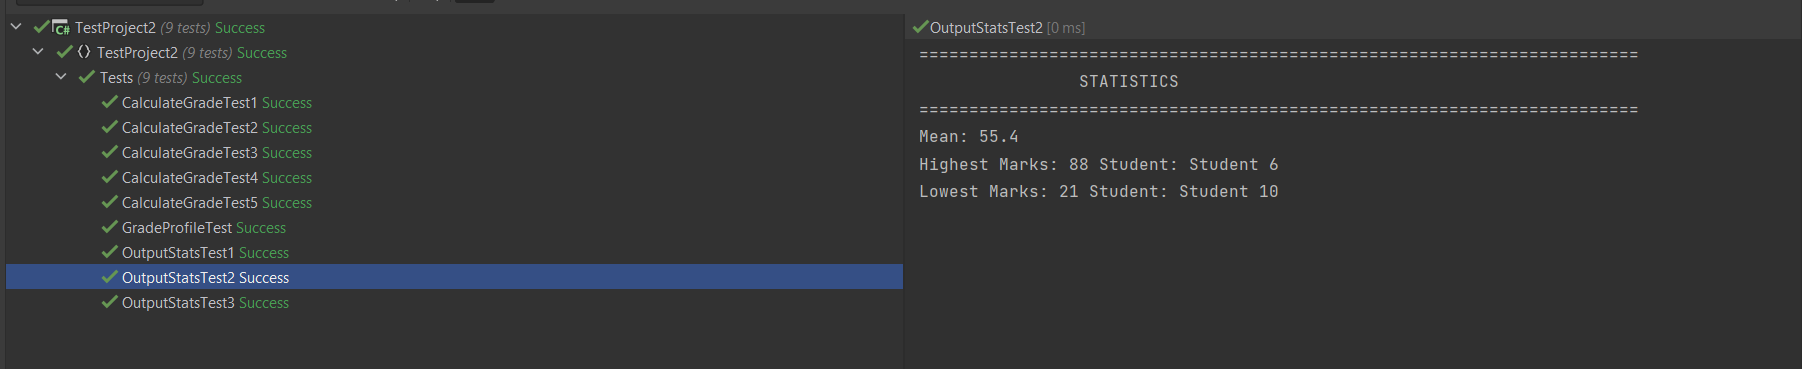 TestProject2 (9 tests) Success
TestProject2 (9 tests) Success
Tests (9 tests) Success
CalculateGradeTest1 Success
CalculateGradeTest2 Success
CalculateGradeTest3 Success
CalculateGradeTest4 Success
CalculateGradeTest5 Success
GradeProfileTest Success
OutputStatsTest1 Success
OutputStatsTest2 Success
OutputStatsTest3 Success
OutputStatsTest2 [0 ms]
========================================================================
STATISTICS
========================================================================
Mean: 55.4
Highest Marks: 88 Student: Student 6
Lowest Marks: 21 Student: Student 10